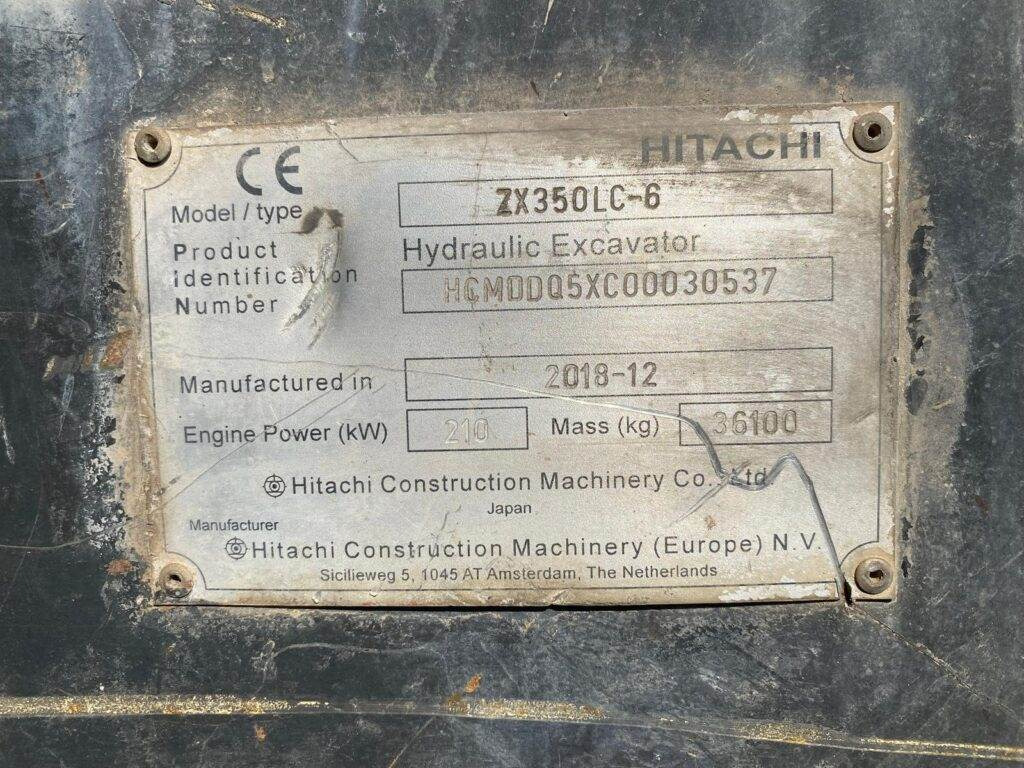 CE HITACHI
Model / type ZX350LC-6
Product Hydraulic Excavator
Identification HCMDDQ5XC00030537
Number
Manufactured in 2018-12
Engine Power (kW) 210 Mass (kg) 36100
Hitachi Construction Machinery Co., Ltd.
Japan
Manufacturer
Hitachi Construction Machinery (Europe) N.V.
Sicilieweg 5, 1045 AT Amsterdam, The Netherlands